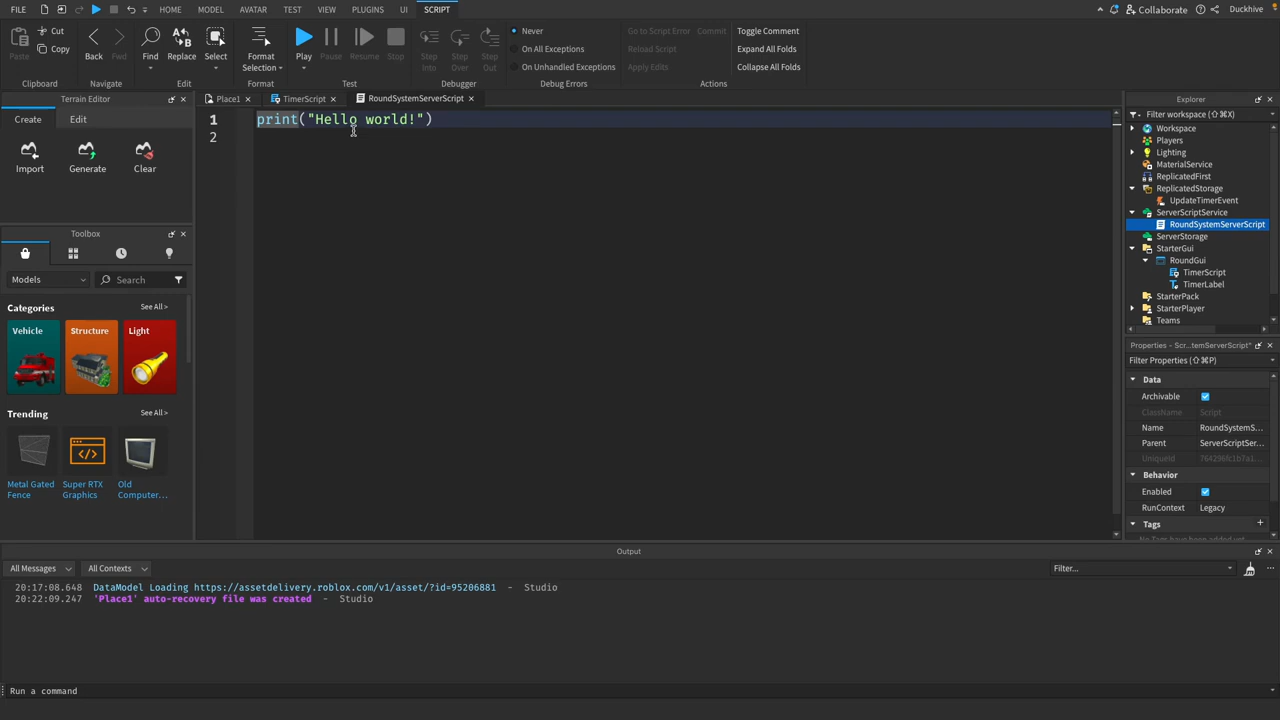 FILE HOME MODEL AVATAR TEST VIEW PLUGINS UI SCRIPT Collaborate Duckhive
Cut
Copy
Paste
Clipboard
Back
Fwd
Navigate
Find
Replace
Select
Edit
Format
Selection
Format
Play
Pause
Resume
Stop
Test
Step
Into
Step
Over
Step
Out
Debugger
Never
On All Exceptions
On Unhandled Exceptions
Debug Errors
Go to Script Error Commit
Reload Script
Apply Edits
Toggle Comment
Expand All Folds
Collapse All Folds
Actions
Terrain Editor
Create Edit
Import Generate Clear
Toolbox
Models Search
Categories See All >
Vehicle Structure Light
Trending See All >
Metal Gated
Fence
Super RTX
Graphics
Old
Computer...
Place1 TimerScript RoundSystemServerScript
1 print("Hello world!")
2
Explorer
Filter workspace (⇧⌘X)
Workspace
Players
Lighting
MaterialService
ReplicatedFirst
ReplicatedStorage
UpdateTimerEvent
ServerScriptService
RoundSystemServerScript
ServerStorage
StarterGui
RoundGui
TimerScript
TimerLabel
StarterPack
StarterPlayer
Teams
Properties - Scr...temServerScript"
Filter Properties (⇧⌘P)
Data
Archivable
ClassName Script
Name RoundSystemS...
Parent ServerScriptSer...
UniqueId 764296fc1b7a1...
Behavior
Enabled
RunContext Legacy
Tags
Output
All Messages All Contexts Filter...
20:17:08.648 DataModel Loading https://assetdelivery.roblox.com/v1/asset/?id=95206881 - Studio
20:22:09.247 'Place1' auto-recovery file was created - Studio
Run a command